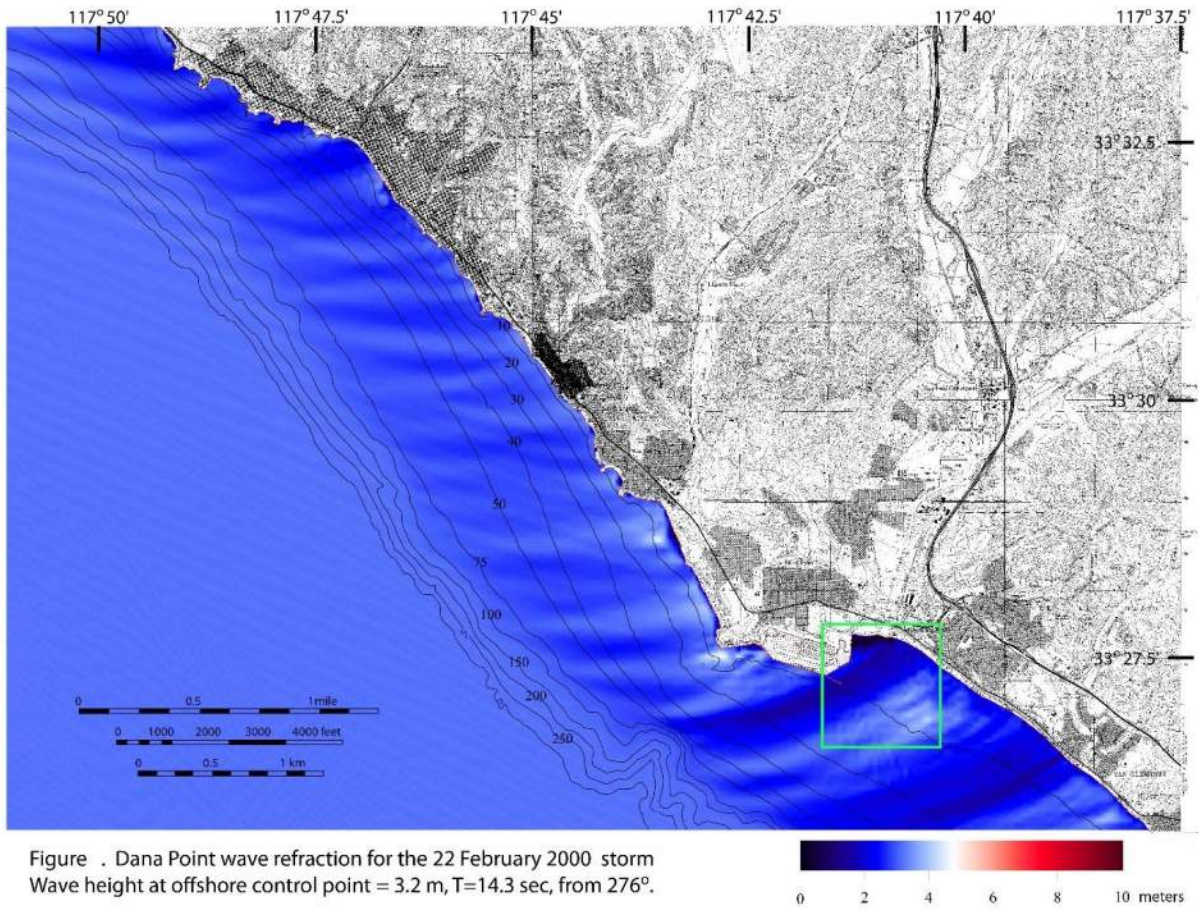 117° 50' 117° 47.5' 117° 45' 117° 42.5' 117° 40' 117° 37.5'
33° 32.5'
10
20
30
33° 30'
40
50
75
100
150
33° 27.5'
200
250
0 0.5 1mile
0 1000 2000 3000 4000 feet
0 0.5 1 km
SAN CLEMENTE
Figure . Dana Point wave refraction for the 22 February 2000 storm
Wave height at offshore control point = 3.2 m, T=14.3 sec, from 276°.
0 2 4 6 8 10 meters